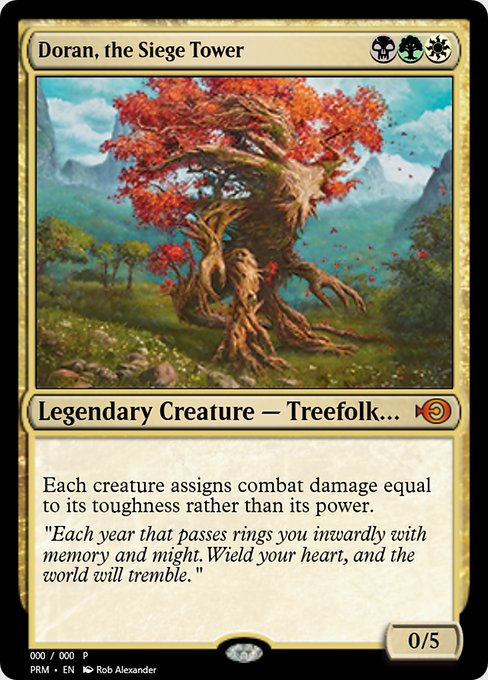 Doran, the Siege Tower
Legendary Creature — Treefolk...
Each creature assigns combat damage equal
to its toughness rather than its power.
"Each year that passes rings you inwardly with
memory and might. Wield your heart, and the
world will tremble."
0/5
000 / 000 P
PRM • EN Rob Alexander